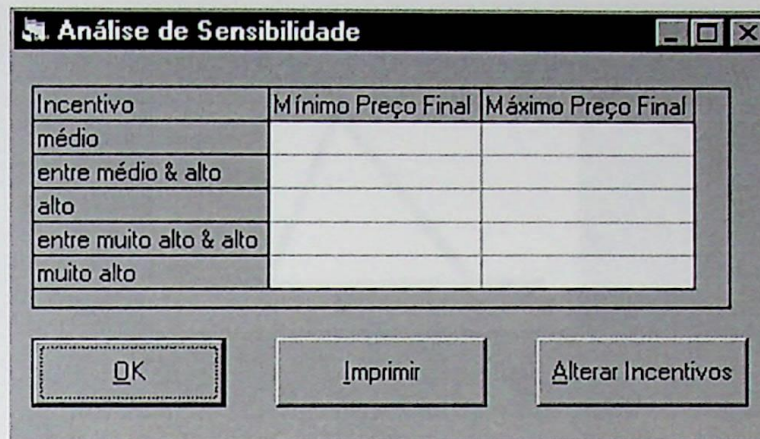 Análise de Sensibilidade
Incentivo Mínimo Preço Final Máximo Preço Final
médio
entre médio & alto
alto
entre muito alto & alto
muito alto
OK Imprimir Alterar Incentivos